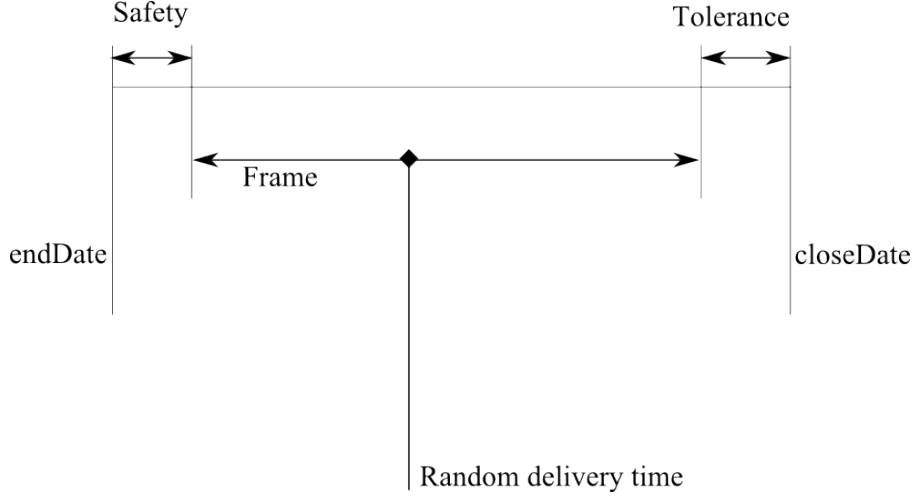 Safety
Tolerance
Frame
endDate
closeDate
Random delivery time